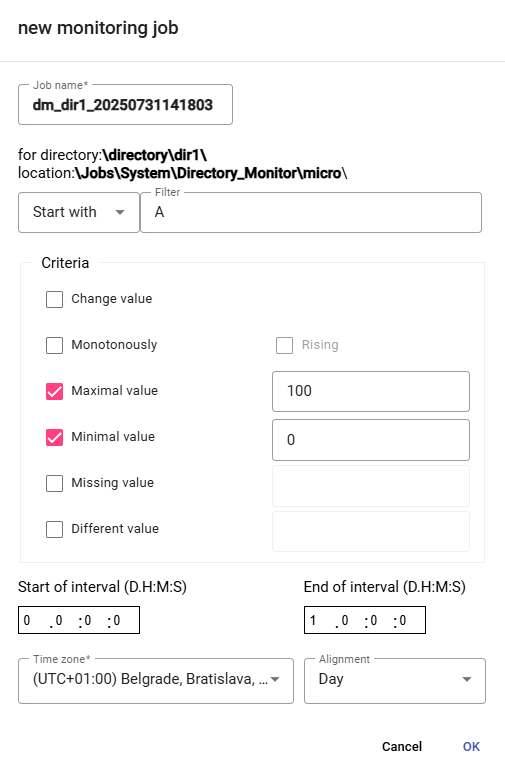 new monitoring job
Job name*
dm_dir1_20250731141803
for directory:\directory\dir1\
location:\Jobs\System\Directory_Monitor\micro\
Filter
Start with A
Criteria
Change value
Monotonously Rising
Maximal value 100
Minimal value 0
Missing value
Different value
Start of interval (D.H:M:S) End of interval (D.H:M:S)
0 .0 :0 :0 1 .0 :0 :0
Time zone* Alignment
(UTC+01:00) Belgrade, Bratislava, ... Day
Cancel OK